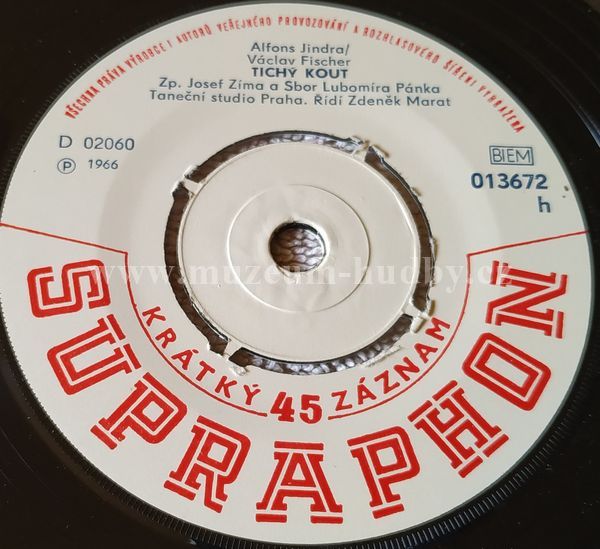 VŠECHNA PRÁVA VÝROBCE I AUTORŮ VEŘEJNÉHO PROVOZOVÁNÍ A ROZHLASOVÉHO ŠÍŘENÍ VYHRAŽENA
Alfons Jindra/
Václav Fischer
TICHÝ KOUT
Zp. Josef Zíma a Sbor Lubomíra Pánka
Taneční studio Praha. Řídí Zdeněk Marat
D 02060
Ⓟ 1966
BIEM
013672
h
www.muzeum-hudby.cz
KRÁTKÝ 45 ZÁZNAM
SUPRAPHON